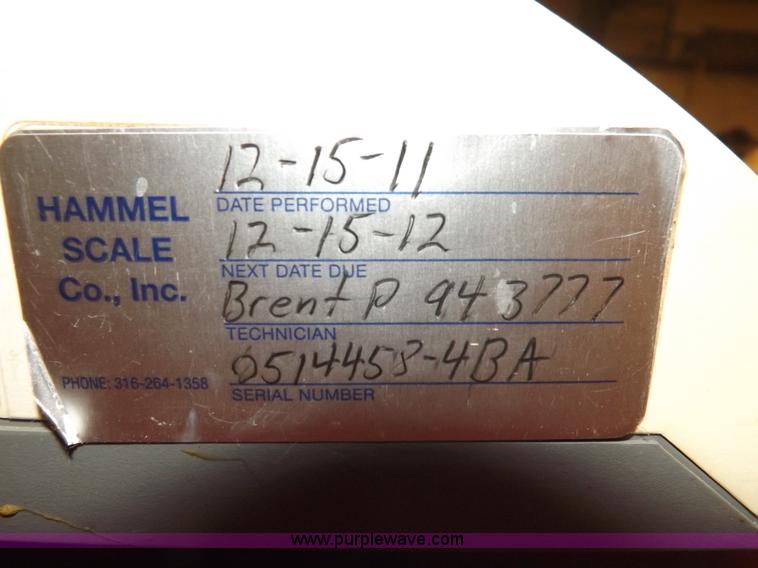 12-15-11
DATE PERFORMED
HAMMEL
SCALE
Co., Inc.
12-15-12
NEXT DATE DUE
Brent P 943777
TECHNICIAN
PHONE: 316-264-1358
0514458-4BA
SERIAL NUMBER
www.purplewave.com